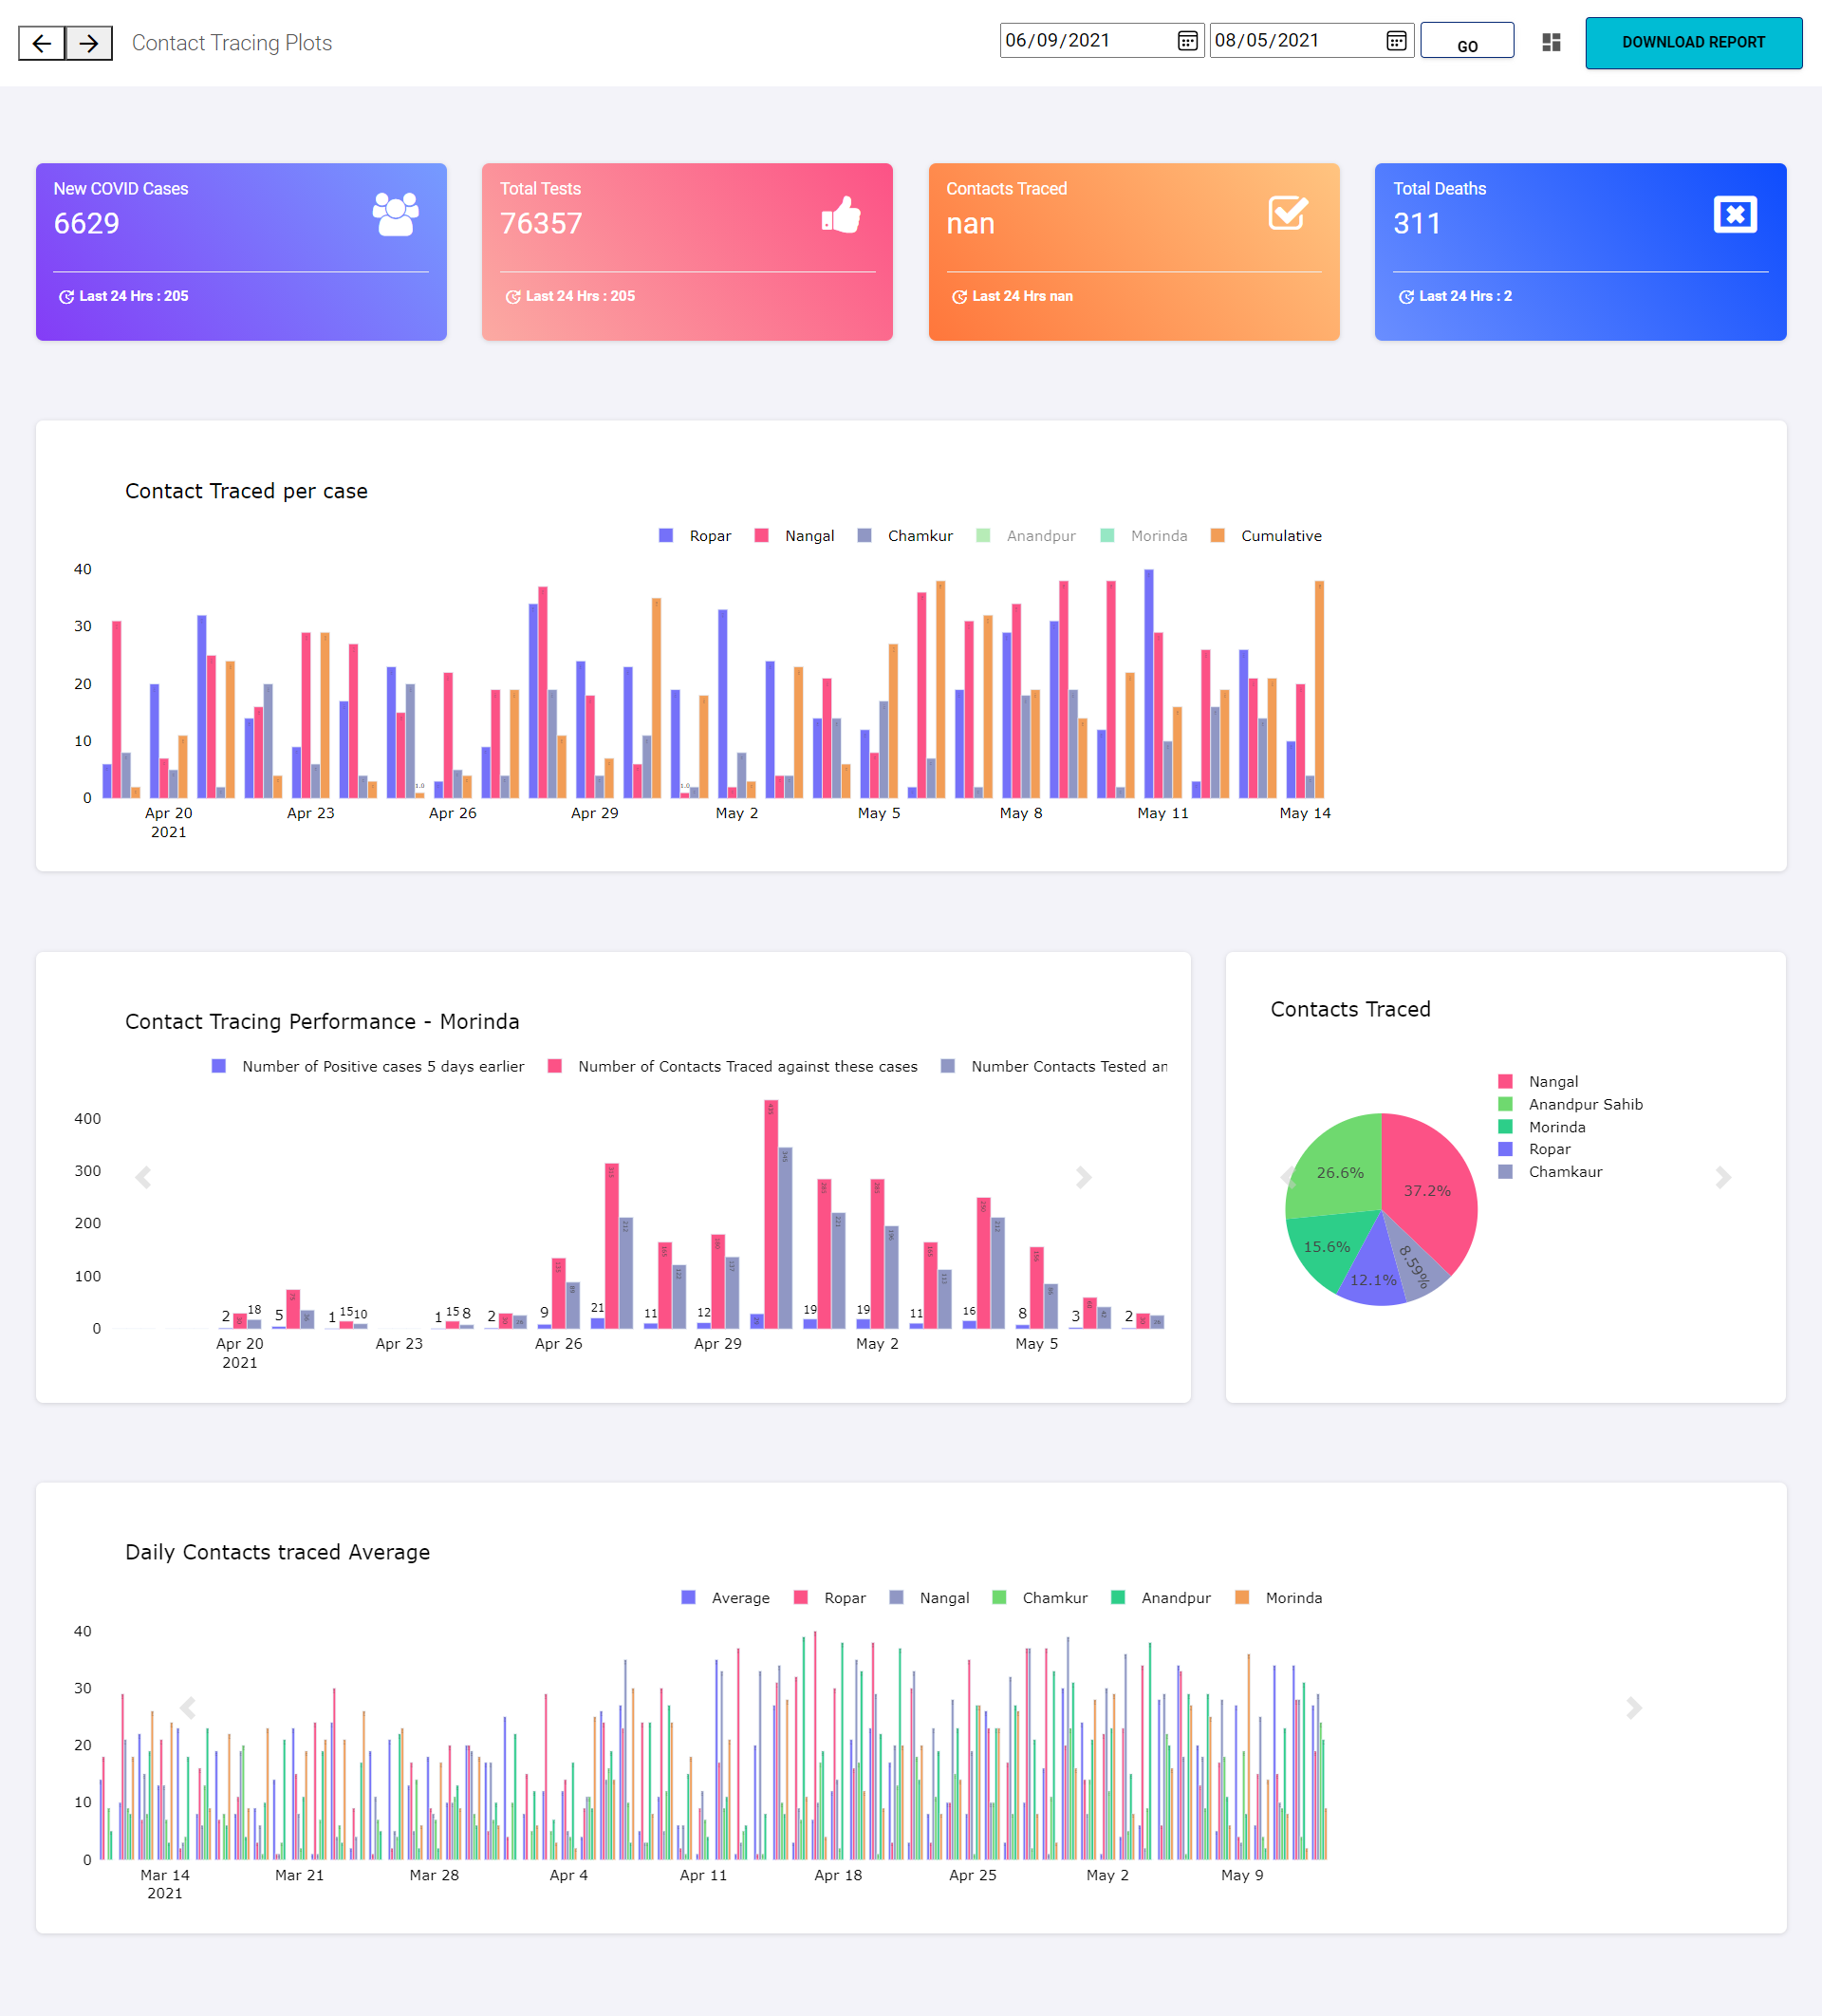 Contact Tracing Plots
06/09/2021
08/05/2021
GO
DOWNLOAD REPORT
New COVID Cases
6629
Last 24 Hrs : 205
Total Tests
76357
Last 24 Hrs : 205
Contacts Traced
nan
Last 24 Hrs nan
Total Deaths
311
Last 24 Hrs : 2
Contact Traced per case
Ropar Nangal Chamkur Anandpur Morinda Cumulative
40
30
20
10
0
1.0 1.0
Apr 20 Apr 23 Apr 26 Apr 29 May 2 May 5 May 8 May 11 May 14
2021
Contact Tracing Performance - Morinda
Number of Positive cases 5 days earlier Number of Contacts Traced against these cases Number Contacts Tested an
400
300
200
100
0
2 18 5 1 15 10 1 15 8 2 9 21 11 12 19 19 11 16 8 3 2
Apr 20 Apr 23 Apr 26 Apr 29 May 2 May 5
2021
Contacts Traced
Nangal
Anandpur Sahib
Morinda
Ropar
Chamkaur
26.6%
37.2%
15.6%
8.59%
12.1%
Daily Contacts traced Average
Average Ropar Nangal Chamkur Anandpur Morinda
40
30
20
10
0
Mar 14 Mar 21 Mar 28 Apr 4 Apr 11 Apr 18 Apr 25 May 2 May 9
2021